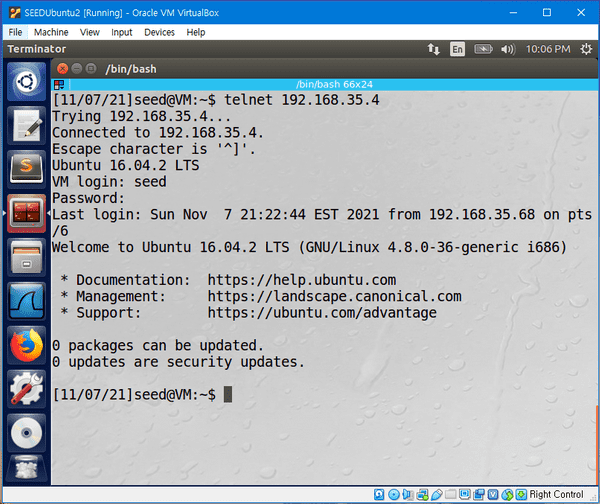 SEEDUbuntu2 [Running] - Oracle VM VirtualBox
File Machine View Input Devices Help
Terminator En 10:06 PM
/bin/bash
/bin/bash 66x24
[11/07/21]seed@VM:~$ telnet 192.168.35.4
Trying 192.168.35.4...
Connected to 192.168.35.4.
Escape character is '^]'.
Ubuntu 16.04.2 LTS
VM login: seed
Password:
Last login: Sun Nov  7 21:22:44 EST 2021 from 192.168.35.68 on pts
/6
Welcome to Ubuntu 16.04.2 LTS (GNU/Linux 4.8.0-36-generic i686)
 * Documentation:  https://help.ubuntu.com
 * Management:     https://landscape.canonical.com
 * Support:        https://ubuntu.com/advantage
0 packages can be updated.
0 updates are security updates.
[11/07/21]seed@VM:~$
Right Control